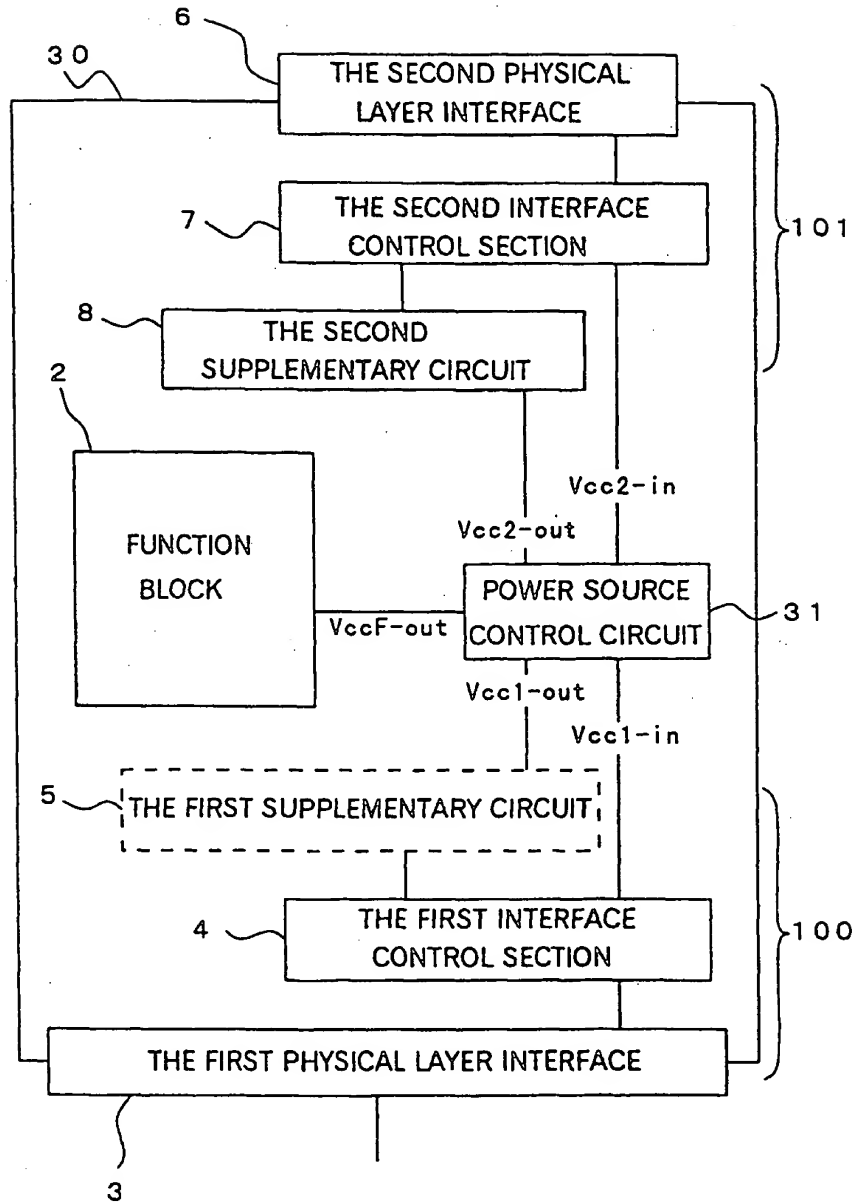 6
30
THE SECOND PHYSICAL
LAYER INTERFACE
7
THE SECOND INTERFACE
CONTROL SECTION
101
8
THE SECOND
SUPPLEMENTARY CIRCUIT
2
FUNCTION
BLOCK
Vcc2-in
Vcc2-out
POWER SOURCE
CONTROL CIRCUIT
31
VccF-out
Vcc1-out
Vcc1-in
5
THE FIRST SUPPLEMENTARY CIRCUIT
4
THE FIRST INTERFACE
CONTROL SECTION
100
THE FIRST PHYSICAL LAYER INTERFACE
3